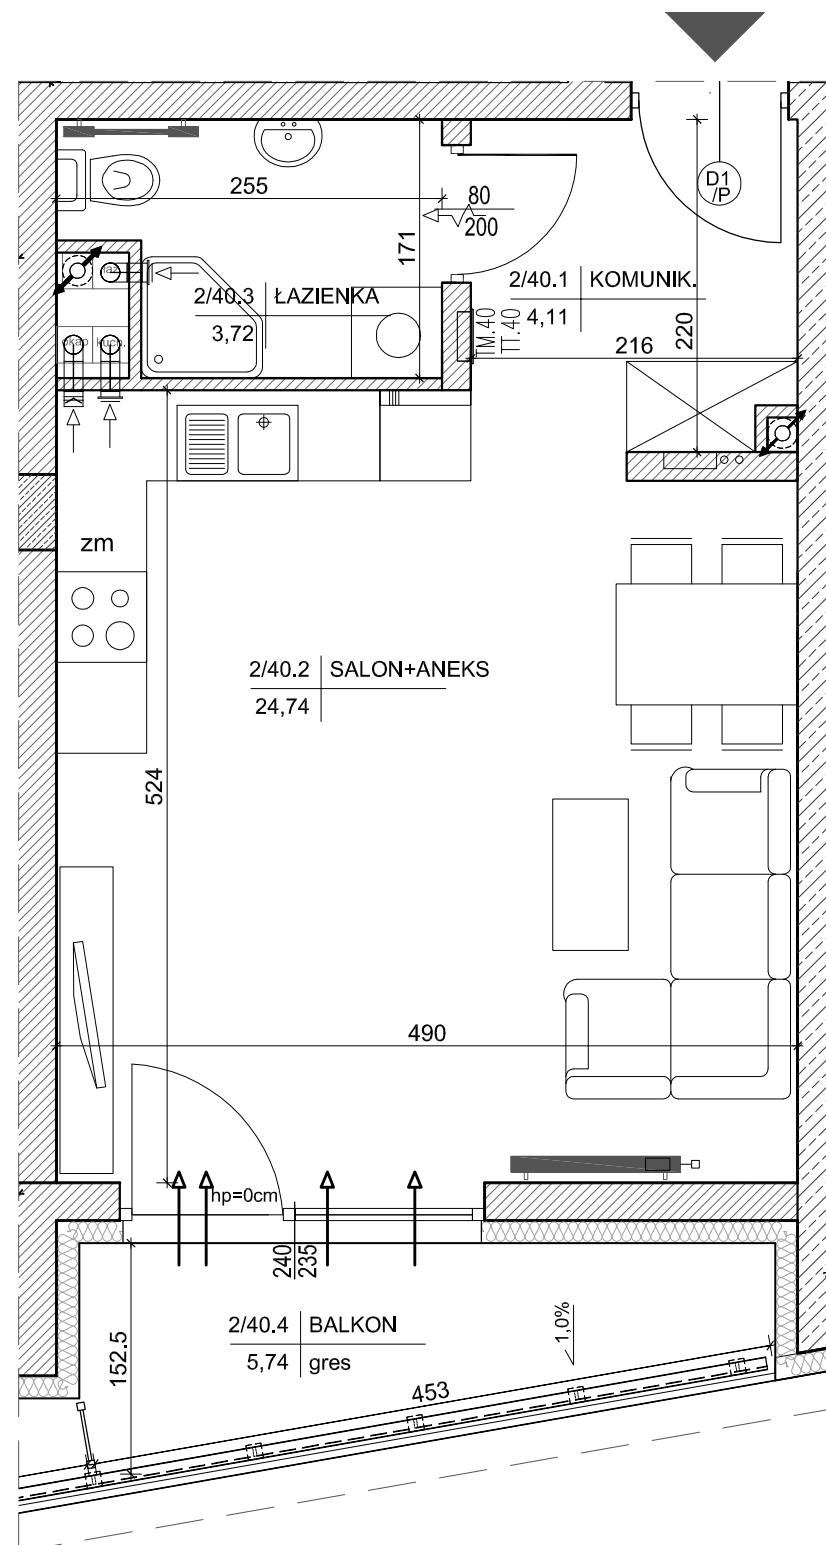 D1
/P
255
80
200
171
2/40.1 KOMUNIK.
4,11
2/40.3 ŁAZIENKA
3,72
TM.40
TT.40
220
216
okap
kuch.
zm
2/40.2 SALON+ANEKS
24,74
524
490
hp=0cm
240
235
2/40.4 BALKON
5,74 gres
1,0%
152.5
453